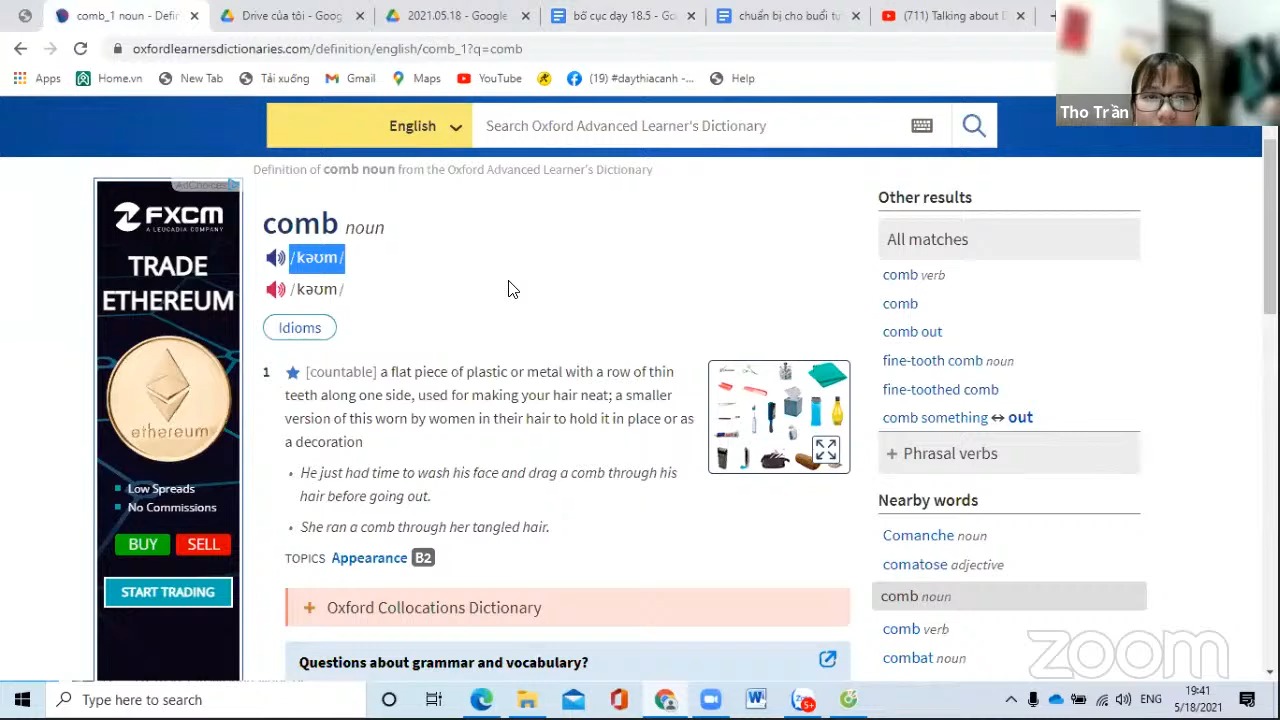 comb_1 noun - Defini
Drive của tôi - Goog
2021.05.18 - Google
bố cục dạy 18.5 - G
chuẩn bị cho buổi tu
(711) Talking about D
oxfordlearnersdictionaries.com/definition/english/comb_1?q=comb
Apps
Home.vn
New Tab
Tải xuống
Gmail
Maps
YouTube
(19) #daythiacanh -...
Help
Tho Trần
English
Search Oxford Advanced Learner's Dictionary
Definition of comb noun from the Oxford Advanced Learner's Dictionary
AdChoices
FXCM
A LEUCADIA COMPANY
TRADE
ETHEREUM
ethereum
Low Spreads
No Commissions
BUY
SELL
START TRADING
comb noun
/kəʊm/
/kəʊm/
Idioms
1 [countable] a flat piece of plastic or metal with a row of thin
teeth along one side, used for making your hair neat; a smaller
version of this worn by women in their hair to hold it in place or as
a decoration
• He just had time to wash his face and drag a comb through his
hair before going out.
• She ran a comb through her tangled hair.
TOPICS Appearance B2
+ Oxford Collocations Dictionary
Questions about grammar and vocabulary?
Other results
All matches
comb verb
comb
comb out
fine-tooth comb noun
fine-toothed comb
comb something ↔ out
+ Phrasal verbs
Nearby words
Comanche noun
comatose adjective
comb noun
comb verb
combat noun
zoom
Type here to search
5+
ENG
19:41
5/18/2021